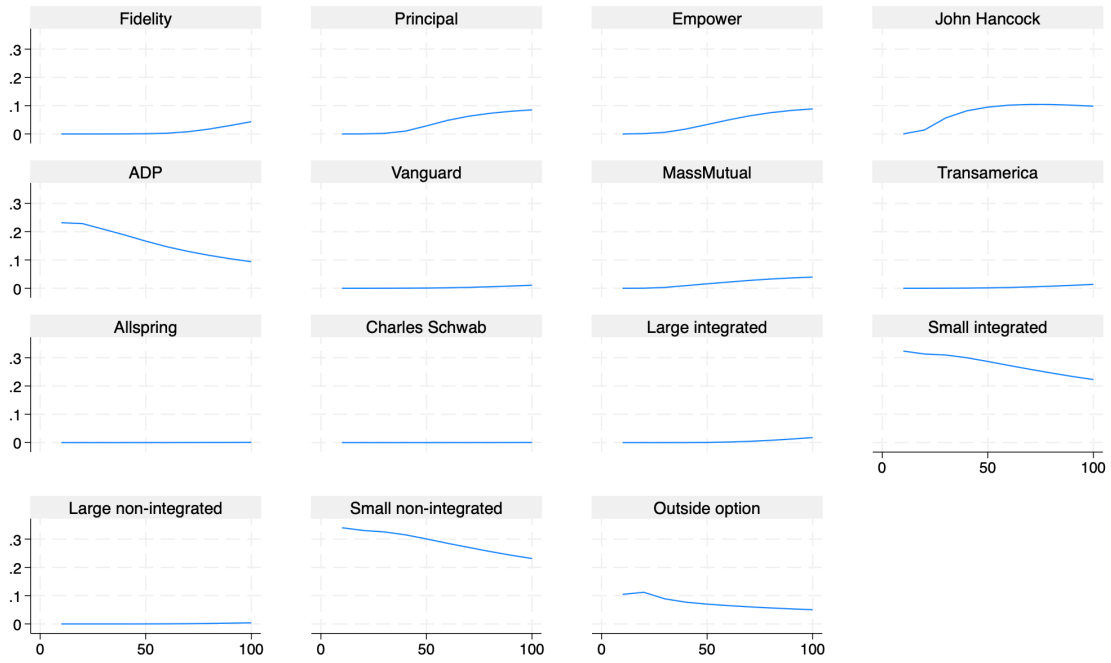 Fidelity Principal Empower John Hancock
.3
.2
.1
0
ADP Vanguard MassMutual Transamerica
.3
.2
.1
0
Allspring Charles Schwab Large integrated Small integrated
.3
.2
.1
0
0 50 100
Large non-integrated Small non-integrated Outside option
.3
.2
.1
0
0 50 100 0 50 100 0 50 100